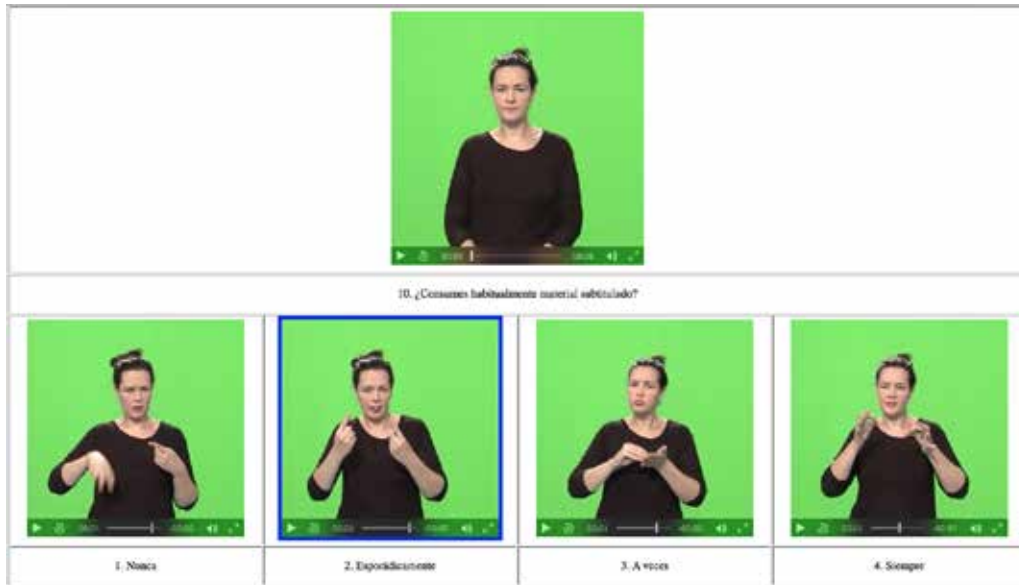 10. ¿Consumes habitualmente material subtitulado?
1. Nunca
2. Esporádicamente
3. A veces
4. Siempre